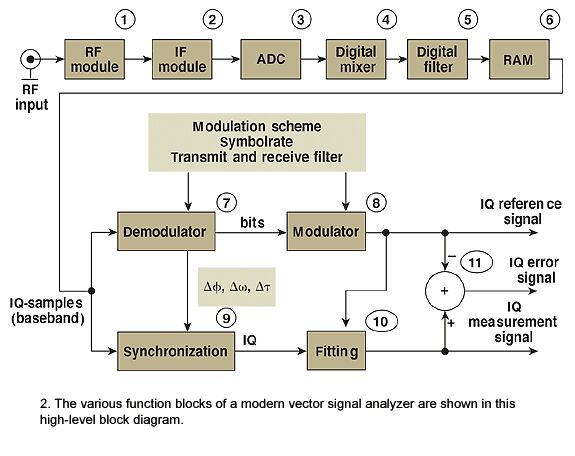 1
2
3
4
5
6
RF
module
IF
module
ADC
Digital
mixer
Digital
filter
RAM
RF
input
Modulation scheme
Symbolrate
Transmit and receive filter
7
8
Demodulator
bits
Modulator
IQ reference
signal
–
11
+
IQ error
signal
Δϕ, Δω, Δτ
IQ-samples
(baseband)
9
10
IQ
measurement
signal
+
Synchronization
IQ
Fitting
2. The various function blocks of a modern vector signal analyzer are shown in this
high-level block diagram.